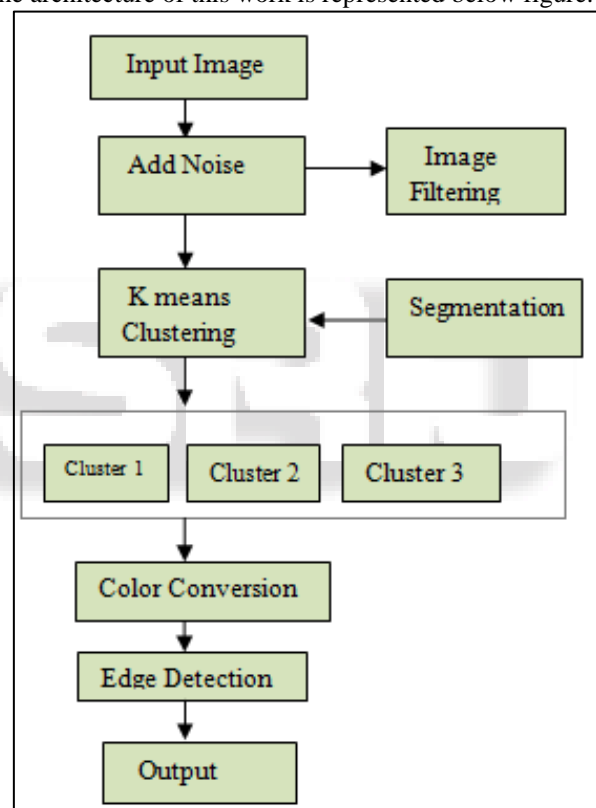 he architecture of this work is represented below figure.
Input Image
Add Noise
Image
Filtering
K means
Clustering
Segmentation
Cluster 1
Cluster 2
Cluster 3
Color Conversion
Edge Detection
Output